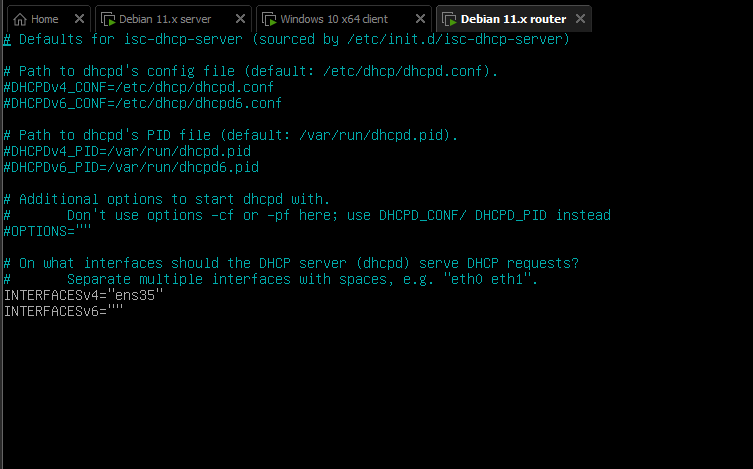 Home
Debian 11.x server
Windows 10 x64 client
Debian 11.x router
# Defaults for isc-dhcp-server (sourced by /etc/init.d/isc-dhcp-server)
# Path to dhcpd's config file (default: /etc/dhcp/dhcpd.conf).
#DHCPDv4_CONF=/etc/dhcp/dhcpd.conf
#DHCPDv6_CONF=/etc/dhcp/dhcpd6.conf
# Path to dhcpd's PID file (default: /var/run/dhcpd.pid).
#DHCPDv4_PID=/var/run/dhcpd.pid
#DHCPDv6_PID=/var/run/dhcpd6.pid
# Additional options to start dhcpd with.
#       Don't use options -cf or -pf here; use DHCPD_CONF/ DHCPD_PID instead
#OPTIONS=""
# On what interfaces should the DHCP server (dhcpd) serve DHCP requests?
#       Separate multiple interfaces with spaces, e.g. "eth0 eth1".
INTERFACESv4="ens35"
INTERFACESv6=""